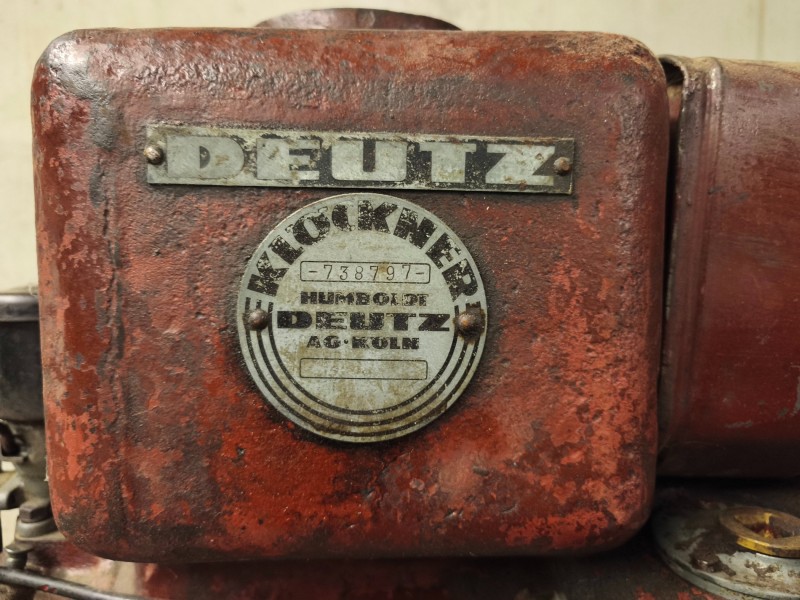 DEUTZ
KLÖCKNER
-738797-
HUMBOLDT
DEUTZ
AG·KÖLN